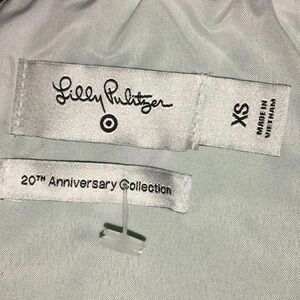 Lilly Pulitzer
XS
MADE IN
VIETNAM
20TH Anniversary Collection